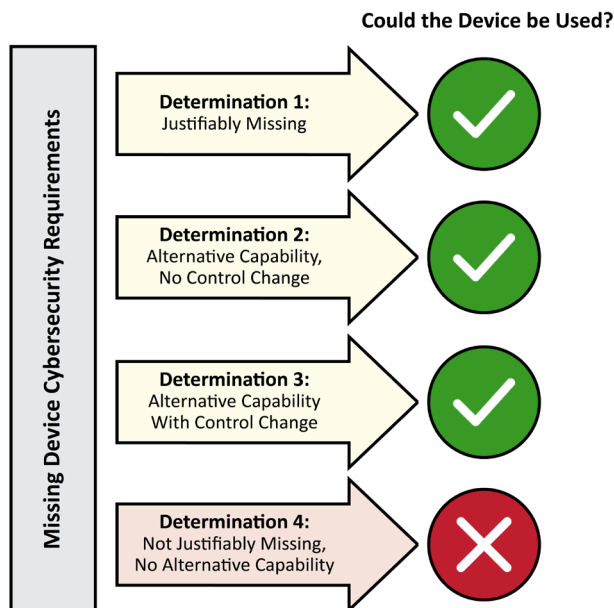 Could the Device be Used?
Missing Device Cybersecurity Requirements
Determination 1:
Justifiably Missing
Determination 2:
Alternative Capability,
No Control Change
Determination 3:
Alternative Capability
With Control Change
Determination 4:
Not Justifiably Missing,
No Alternative Capability